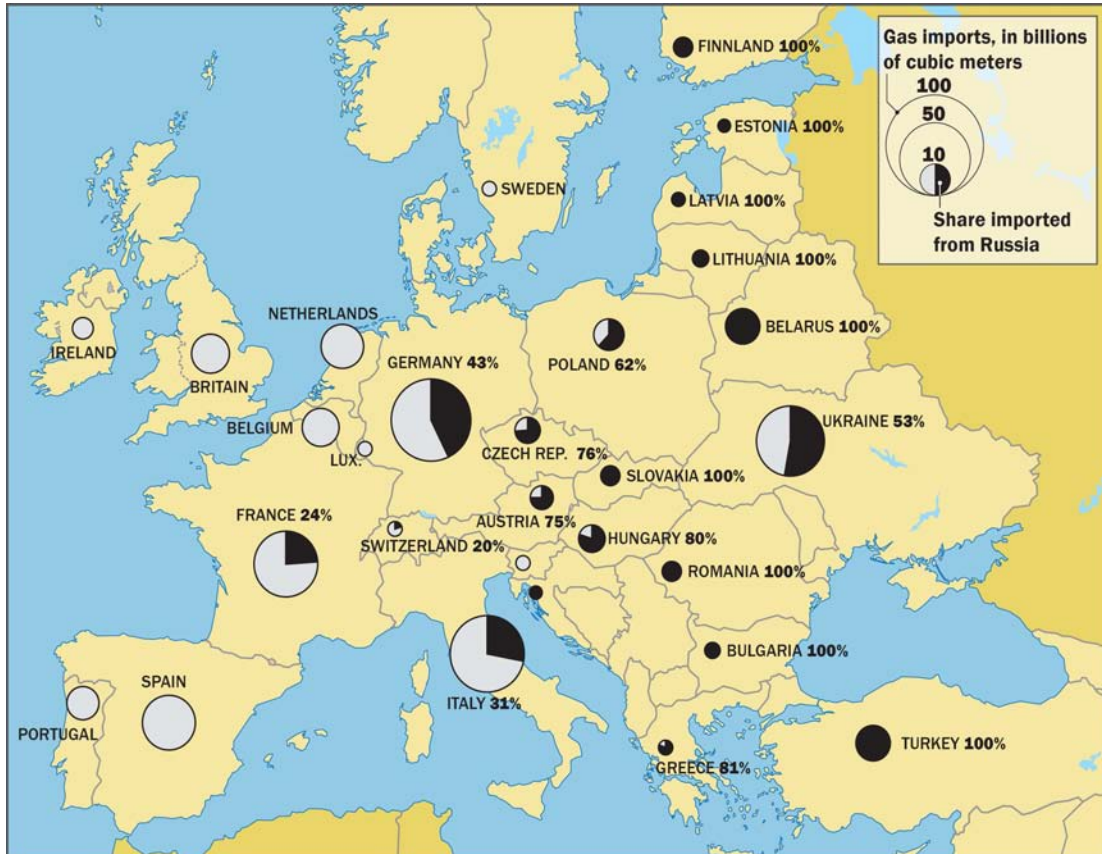 FINNLAND 100%
Gas imports, in billions
of cubic meters
100
50
10
Share imported
from Russia
ESTONIA 100%
SWEDEN
LATVIA 100%
LITHUANIA 100%
NETHERLANDS
BELARUS 100%
IRELAND
BRITAIN
GERMANY 43%
POLAND 62%
BELGIUM
UKRAINE 53%
LUX.
CZECH REP. 76%
SLOVAKIA 100%
FRANCE 24%
AUSTRIA 75%
SWITZERLAND 20%
HUNGARY 80%
ROMANIA 100%
BULGARIA 100%
SPAIN
ITALY 31%
PORTUGAL
TURKEY 100%
GREECE 81%